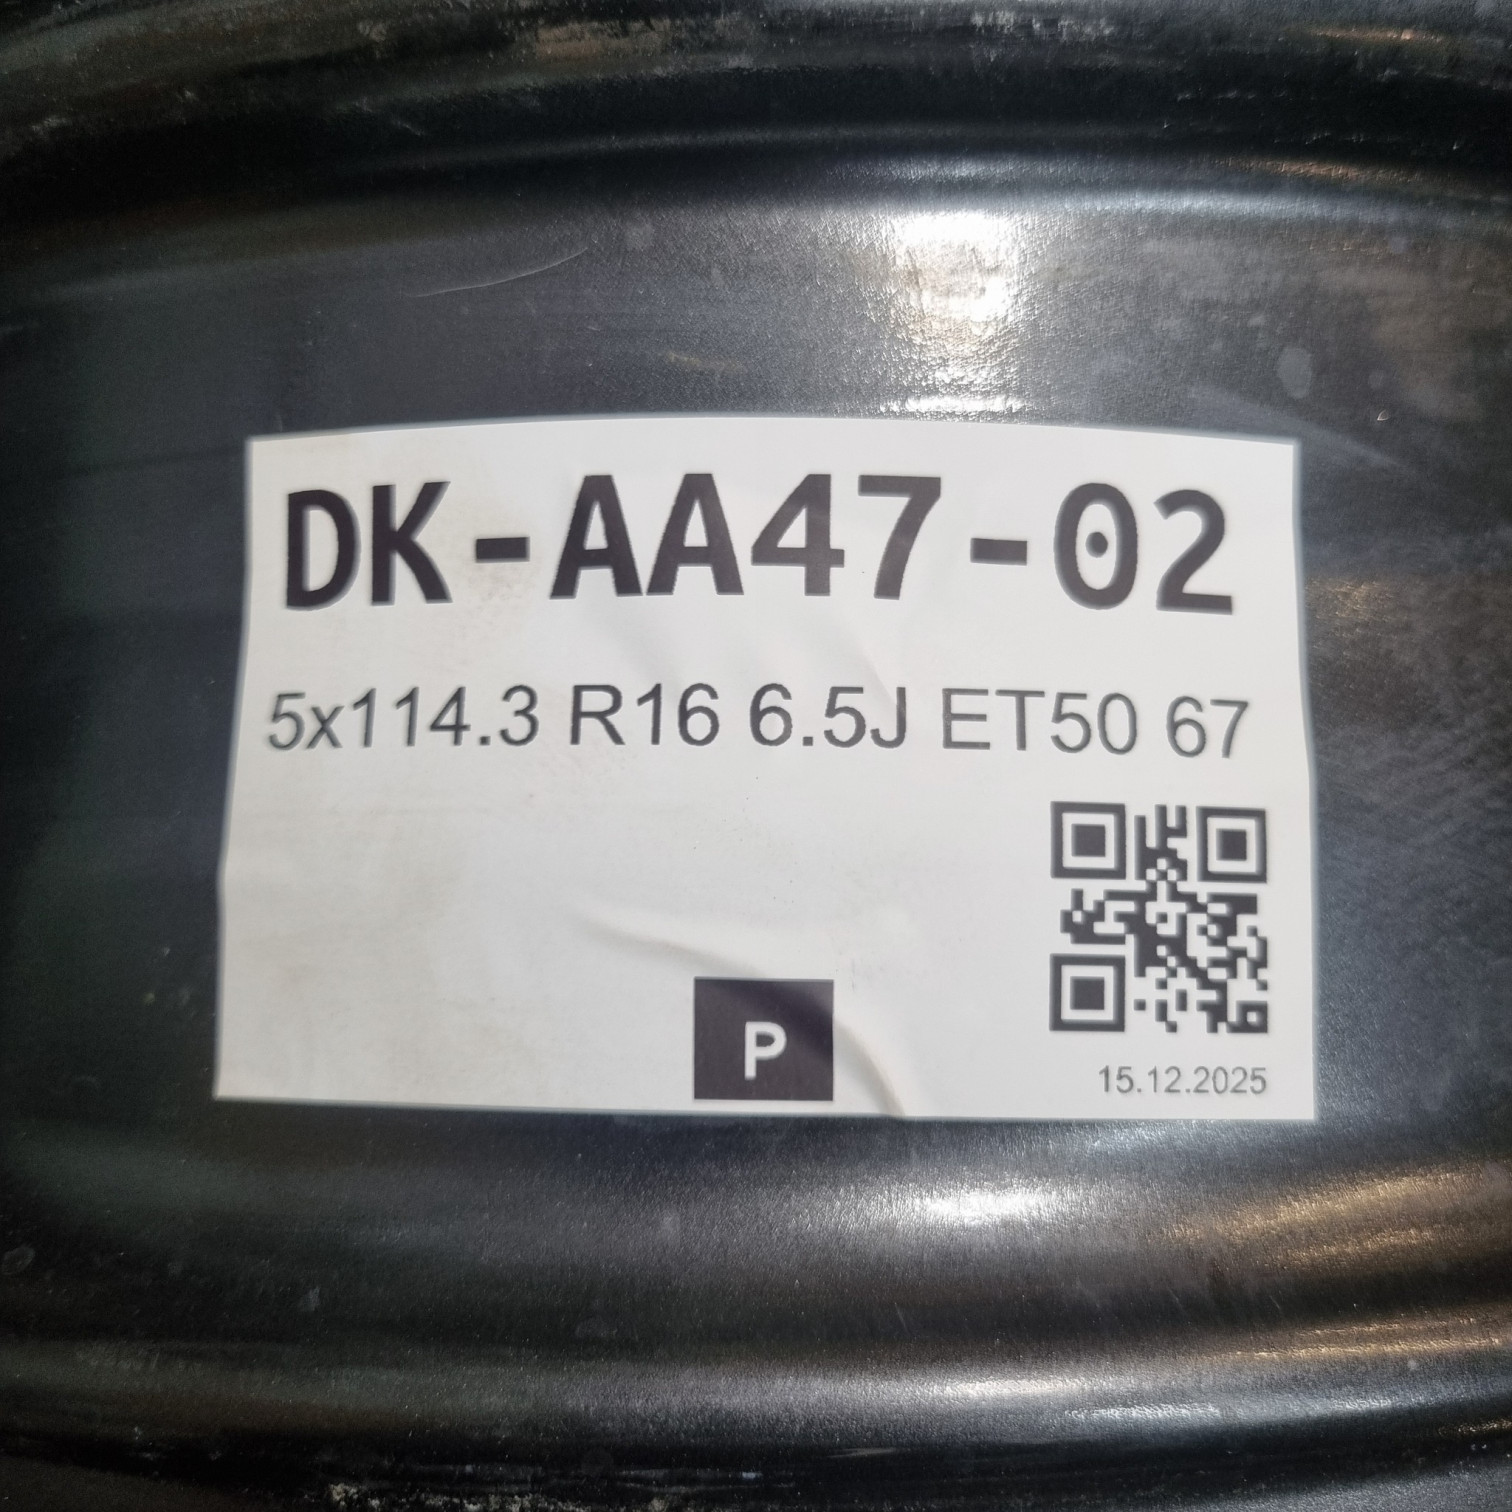 DK-AA47-02
5x114.3 R16 6.5J ET50 67
P
15.12.2025